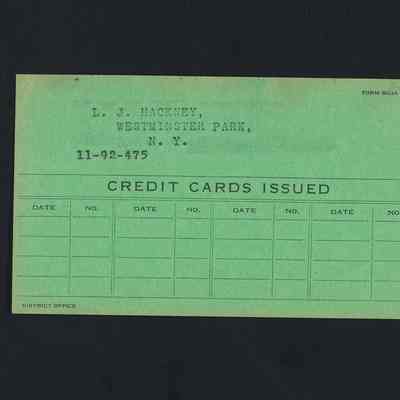 FORM
L. J. HACKNEY,
WESTMINSTER PARK,
N. Y.
11-92-475
CREDIT CARDS ISSUED
DATE NO. DATE NO. DATE NO. DATE NO.
DISTRICT OFFICE